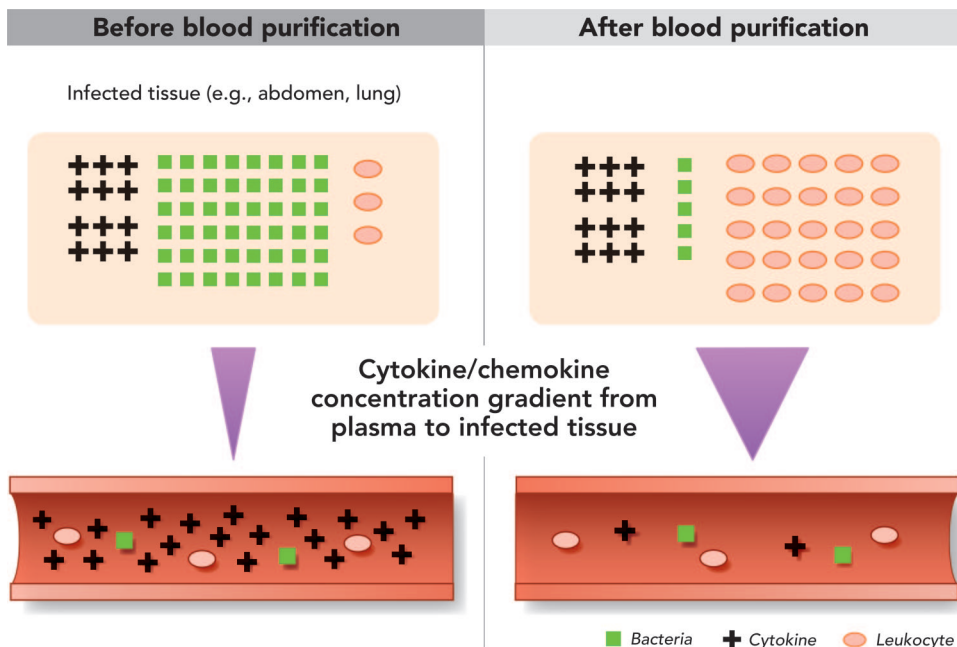 Before blood purification
After blood purification
Infected tissue (e.g., abdomen, lung)
Cytokine/chemokine
concentration gradient from
plasma to infected tissue
Bacteria
Cytokine
Leukocyte